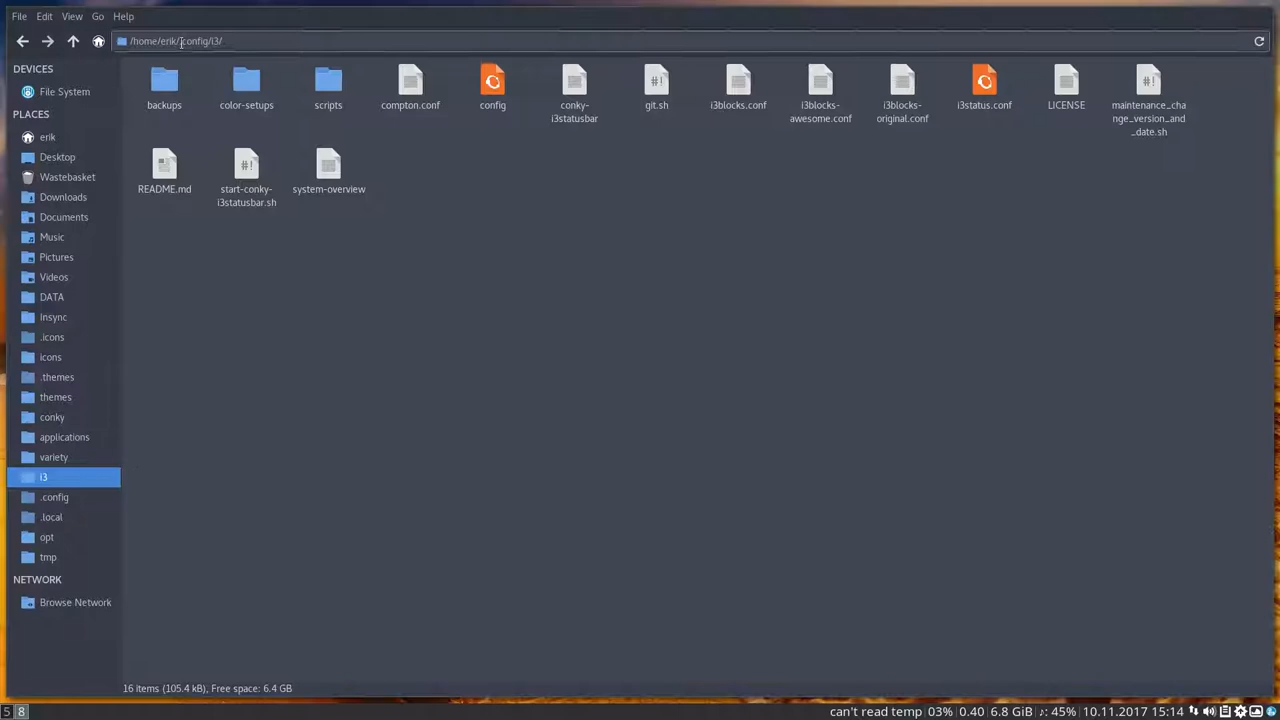 File Edit View Go Help
/home/erik/.config/i3/
DEVICES
File System
PLACES
erik
Desktop
Wastebasket
Downloads
Documents
Music
Pictures
Videos
DATA
Insync
.icons
icons
.themes
themes
conky
applications
variety
i3
.config
.local
opt
tmp
NETWORK
Browse Network
backups color-setups scripts compton.conf config conky- git.sh i3blocks.conf i3blocks- i3blocks- i3status.conf LICENSE maintenance_cha
i3statusbar awesome.conf original.conf nge_version_and
_date.sh
README.md start-conky- system-overview
i3statusbar.sh
16 items (105.4 kB), Free space: 6.4 GB
5 8 can't read temp 03% 0.40 6.8 GiB ♪: 45% 10.11.2017 15:14